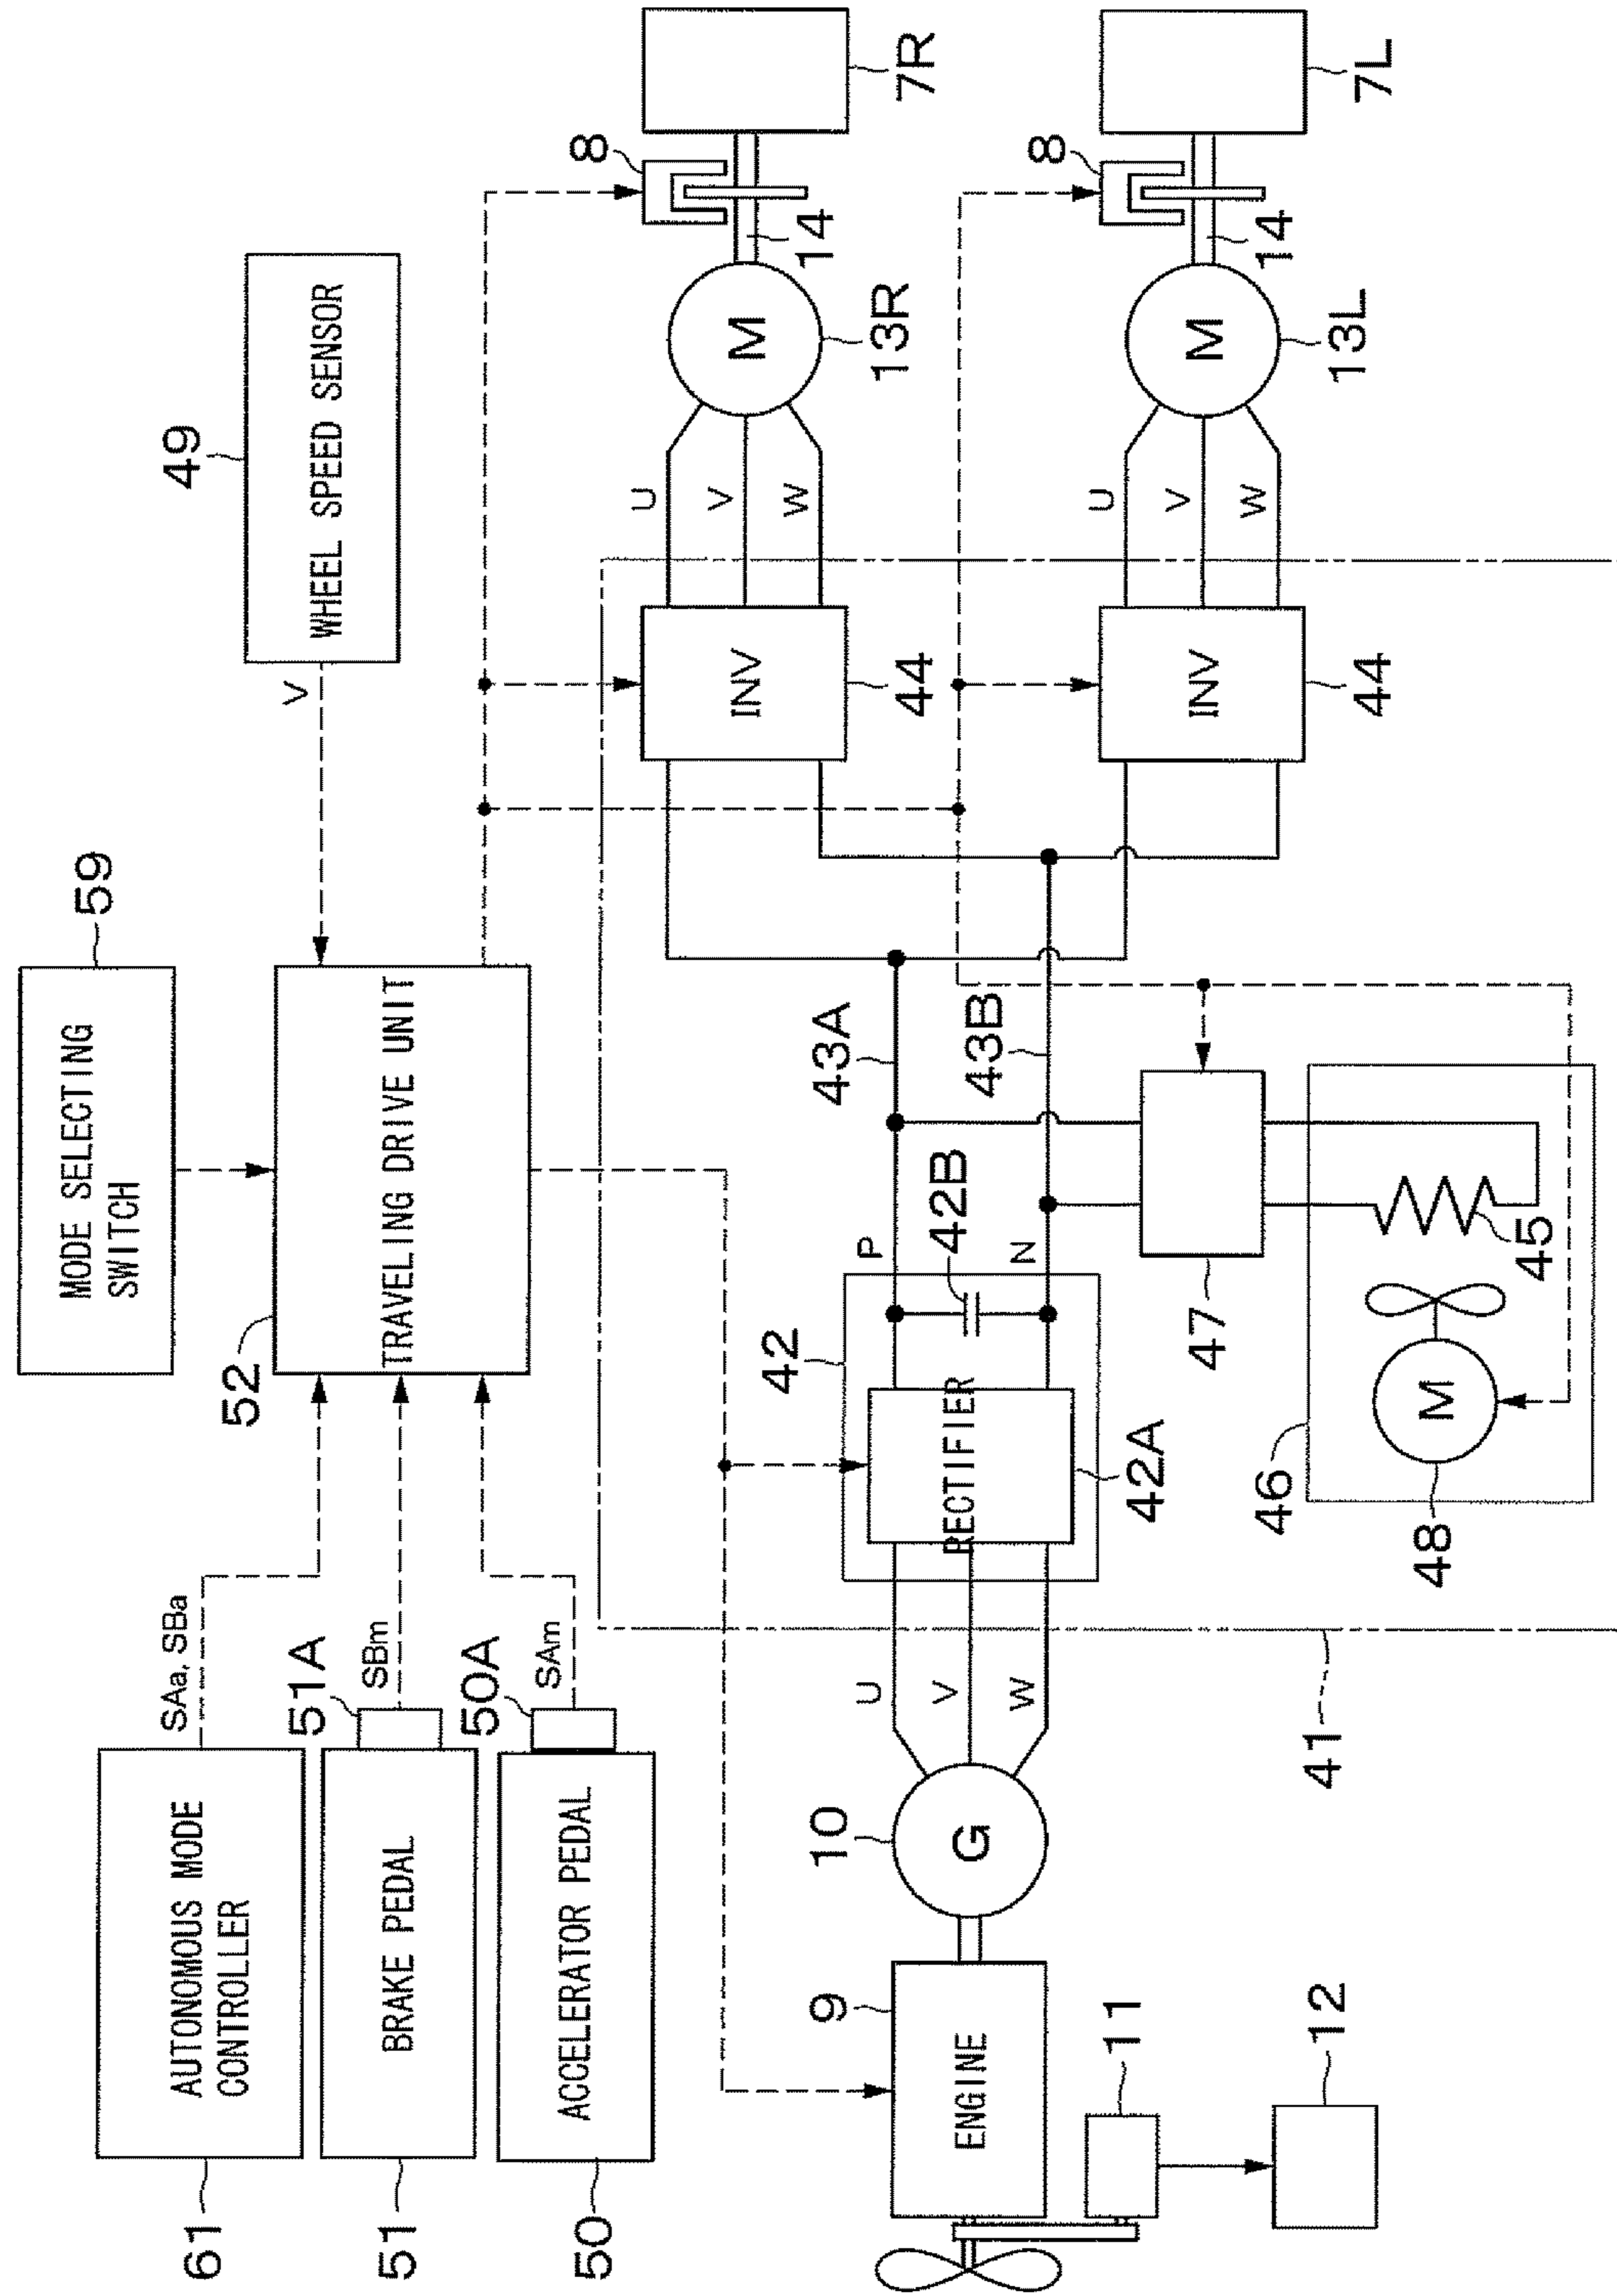 61
AUTONOMOUS MODE
CONTROLLER
SAa, SBa
51
BRAKE PEDAL
51A
SBm
50
ACCELERATOR PEDAL
50A
SAm
59
MODE SELECTING
SWITCH
52
TRAVELING DRIVE UNIT
49
WHEEL SPEED SENSOR
V
8
7R
14
M
13R
U
V
W
INV
44
8
7L
14
M
13L
U
V
W
INV
44
43A
43B
P
N
42
42B
RECTIFIER
42A
U
V
W
10
G
9
ENGINE
11
12
41
47
45
46
M
48